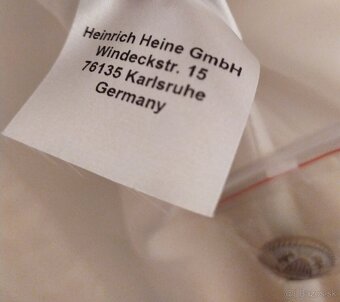 Heinrich Heine GmbH
Windeckstr. 15
76135 Karlsruhe
Germany